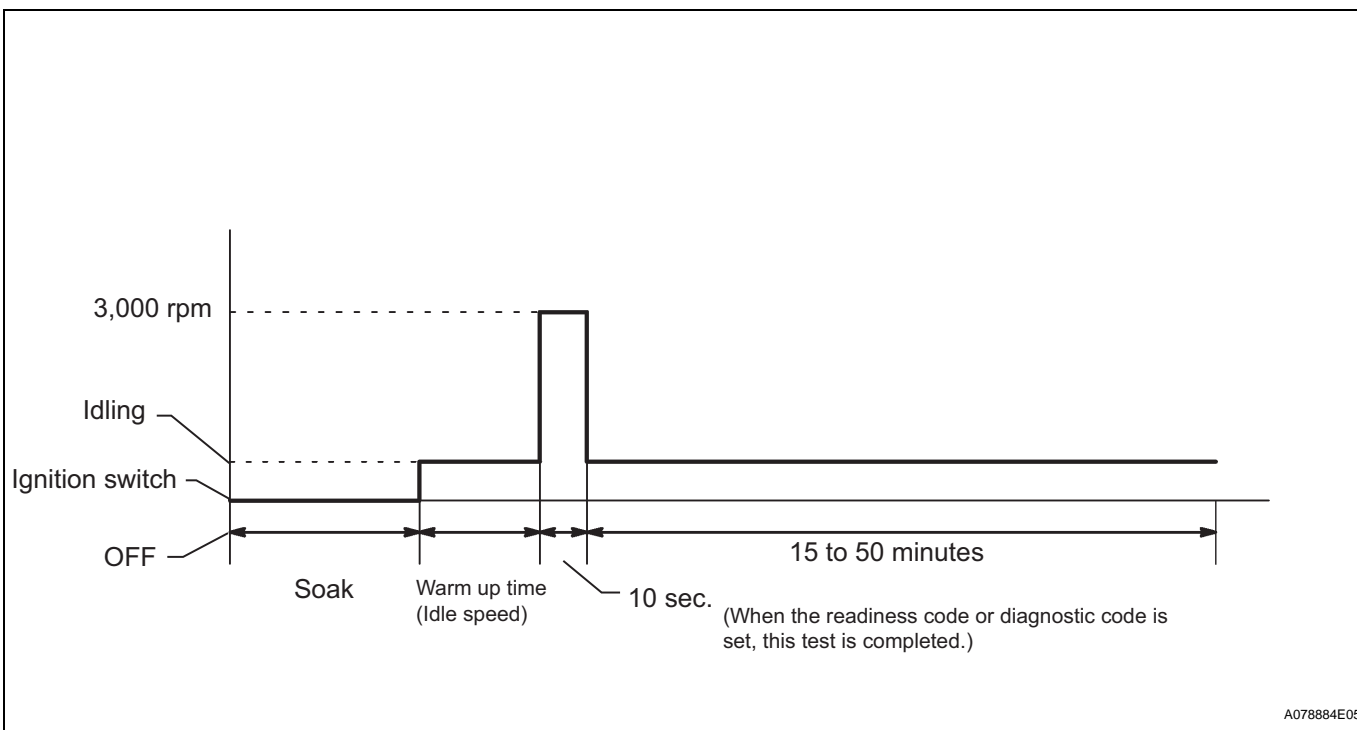 3,000 rpm
Idling
Ignition switch
OFF
Soak
Warm up time
(Idle speed)
10 sec.
15 to 50 minutes
(When the readiness code or diagnostic code is
set, this test is completed.)
A078884E05